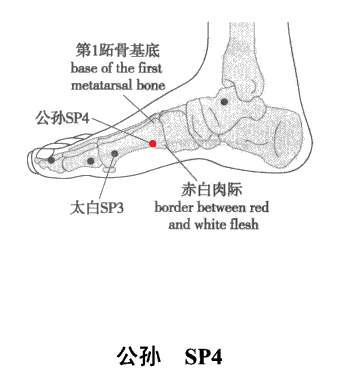 第1跖骨基底
base of the first
metatarsal bone
公孙SP4
太白SP3
赤白肉际
border between red
and white flesh
公孙 SP4